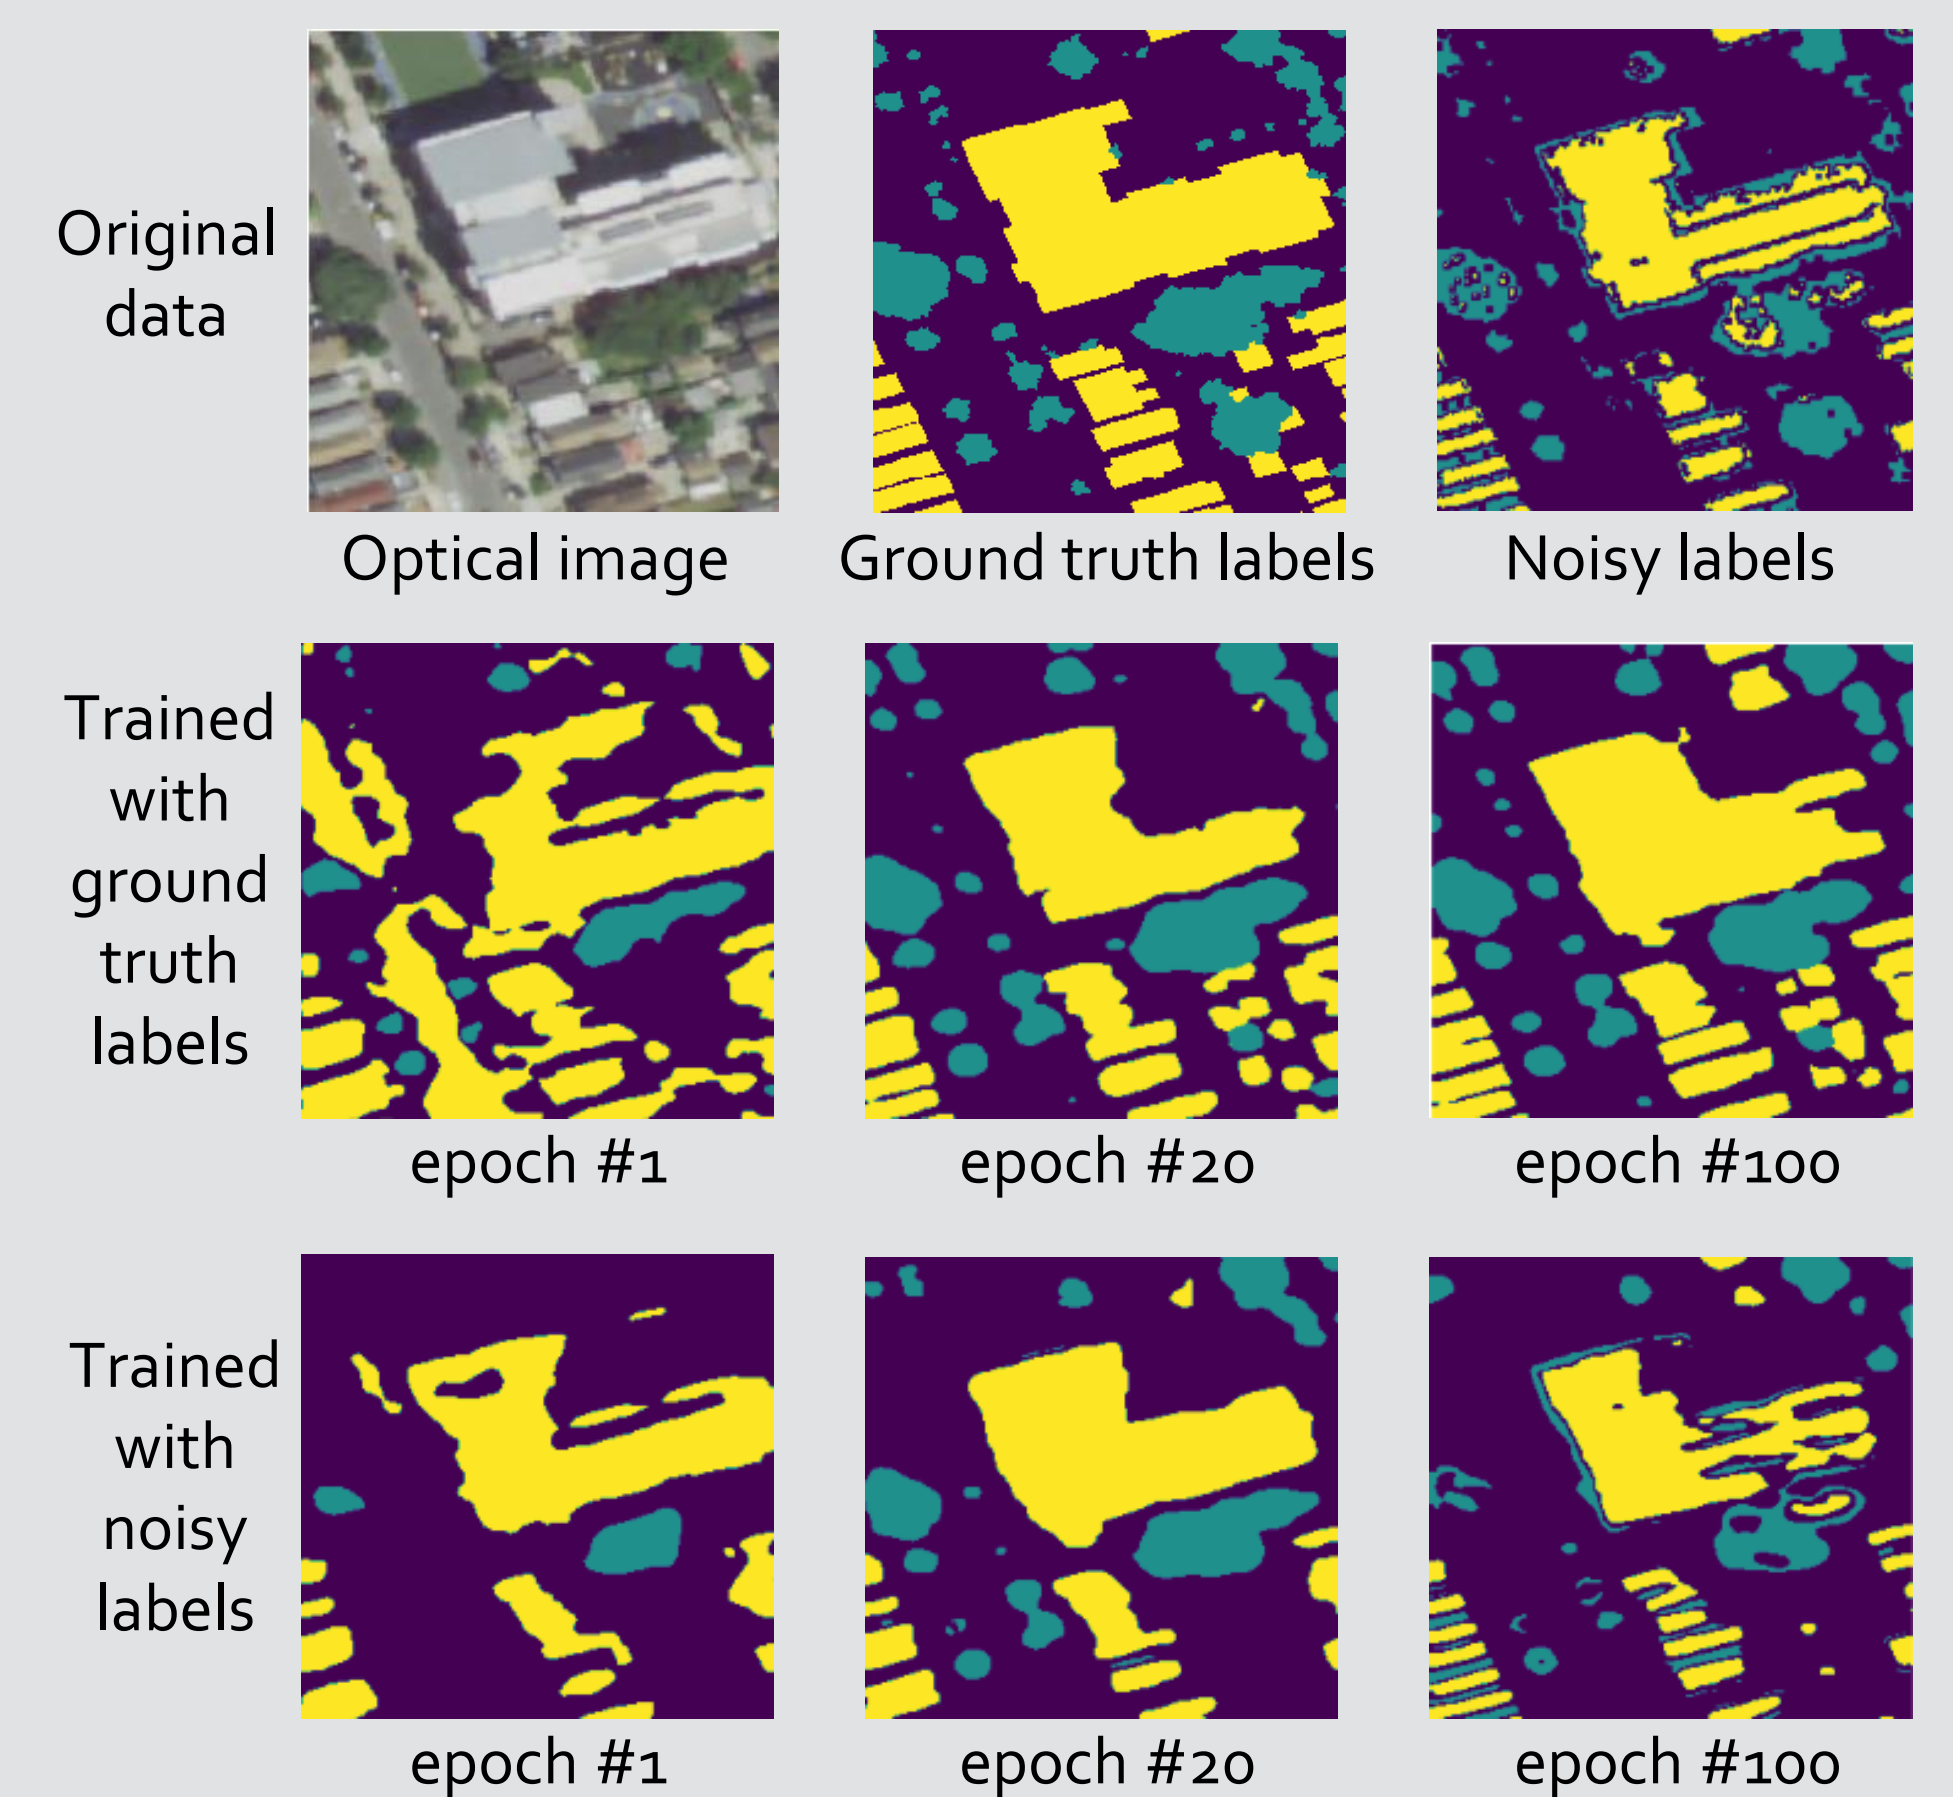 Original
data
Optical image
Ground truth labels
Noisy labels
Trained
with
ground
truth
labels
epoch #1
epoch #20
epoch #100
Trained
with
noisy
labels
epoch #1
epoch #20
epoch #100